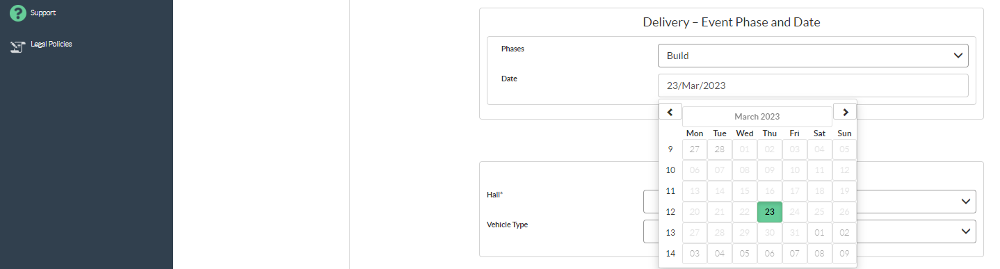 Support
Legal Policies
Delivery – Event Phase and Date
Phases
Build
Date
23/Mar/2023
March 2023
Mon Tue Wed Thu Fri Sat Sun
9 27 28 01 02 03 04 05
10 06 07 08 09 10 11 12
11 13 14 15 16 17 18 19
12 20 21 22 23 24 25 26
13 27 28 29 30 31 01 02
14 03 04 05 06 07 08 09
Hall*
Vehicle Type